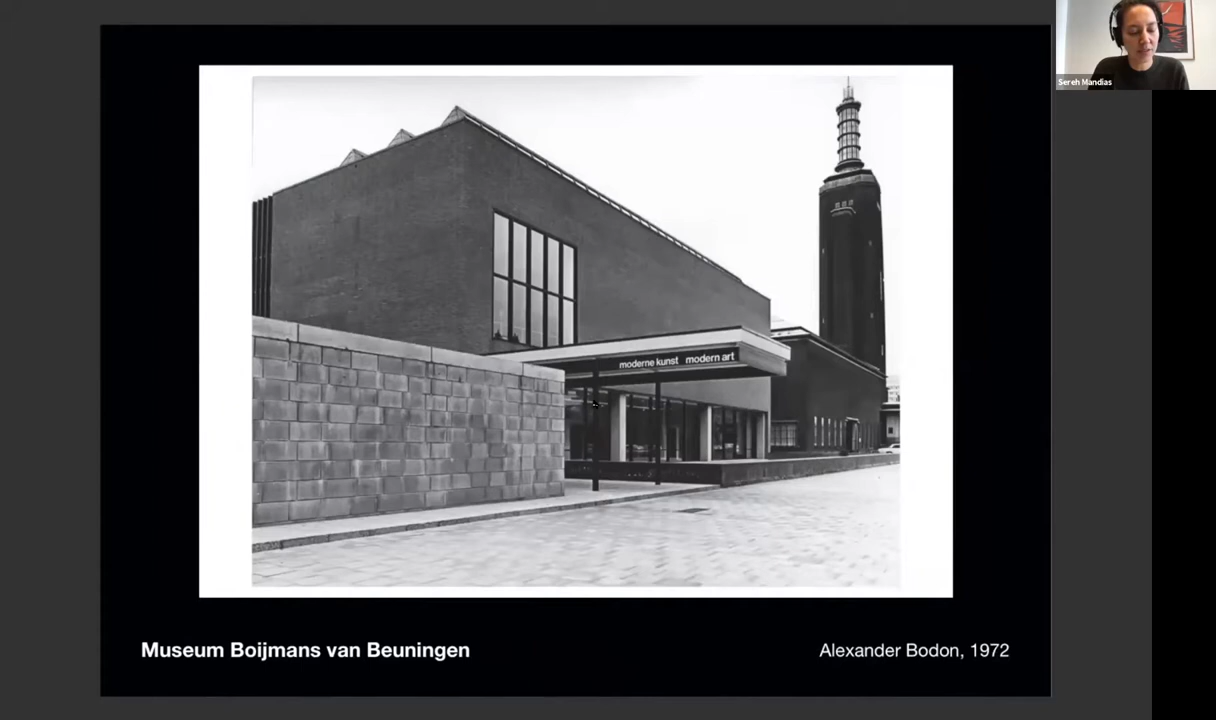 Sereh Mandias
moderne kunst modern art
Museum Boijmans van Beuningen
Alexander Bodon, 1972